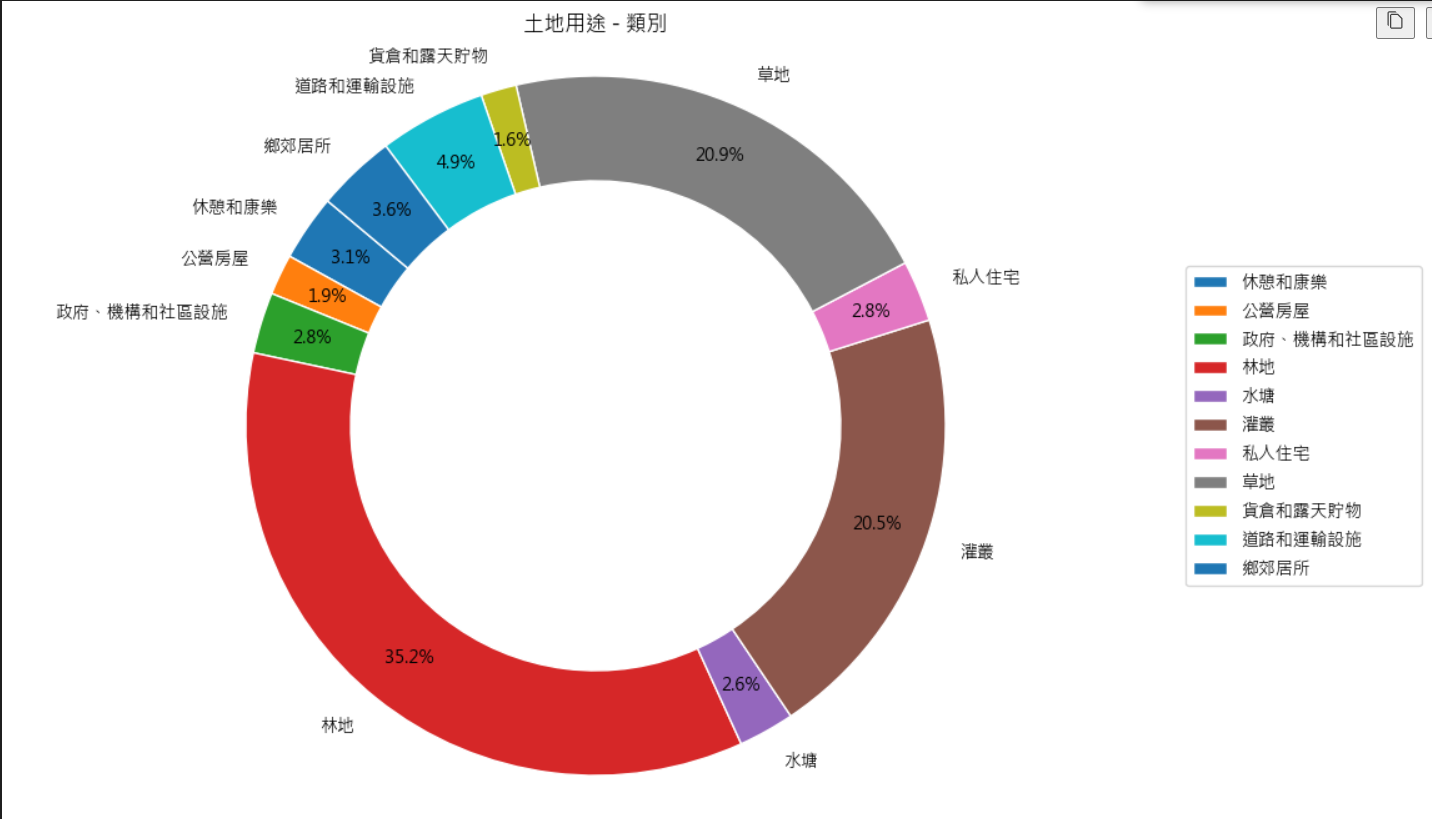 土地用途 - 類別
貨倉和露天貯物
道路和運輸設施
鄉郊居所
休憩和康樂
公營房屋
政府、機構和社區設施
林地
水塘
灌叢
私人住宅
草地
1.6%
4.9%
3.6%
3.1%
1.9%
2.8%
35.2%
2.6%
20.5%
2.8%
20.9%
休憩和康樂
公營房屋
政府、機構和社區設施
林地
水塘
灌叢
私人住宅
草地
貨倉和露天貯物
道路和運輸設施
鄉郊居所